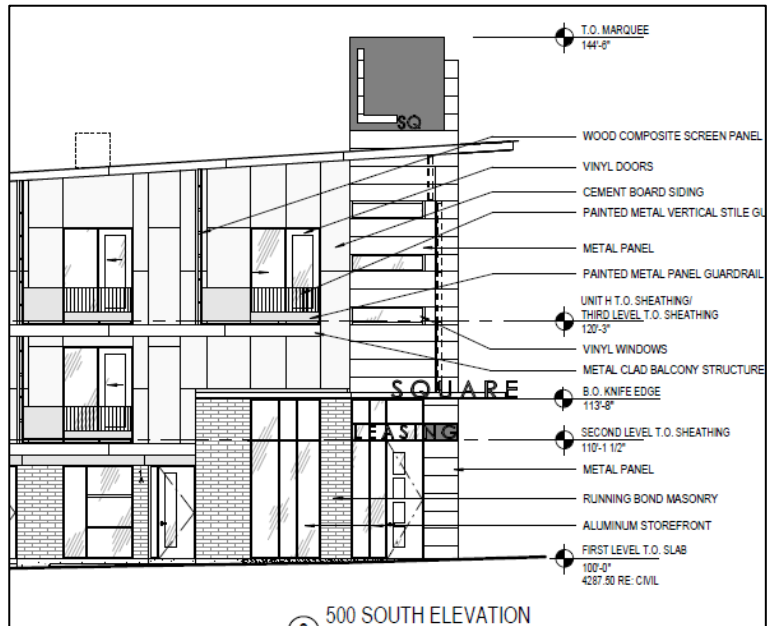 T.O. MARQUEE
144'-6"
SQ
WOOD COMPOSITE SCREEN PANEL
VINYL DOORS
CEMENT BOARD SIDING
PAINTED METAL VERTICAL STILE GU
METAL PANEL
PAINTED METAL PANEL GUARDRAIL
UNIT H T.O. SHEATHING/
THIRD LEVEL T.O. SHEATHING
120'-3"
VINYL WINDOWS
METAL CLAD BALCONY STRUCTURE
SQUARE
B.O. KNIFE EDGE
113'-8"
LEASING
SECOND LEVEL T.O. SHEATHING
110'-1 1/2"
METAL PANEL
RUNNING BOND MASONRY
ALUMINUM STOREFRONT
FIRST LEVEL T.O. SLAB
100'-0"
4287.50 RE: CIVIL
500 SOUTH ELEVATION